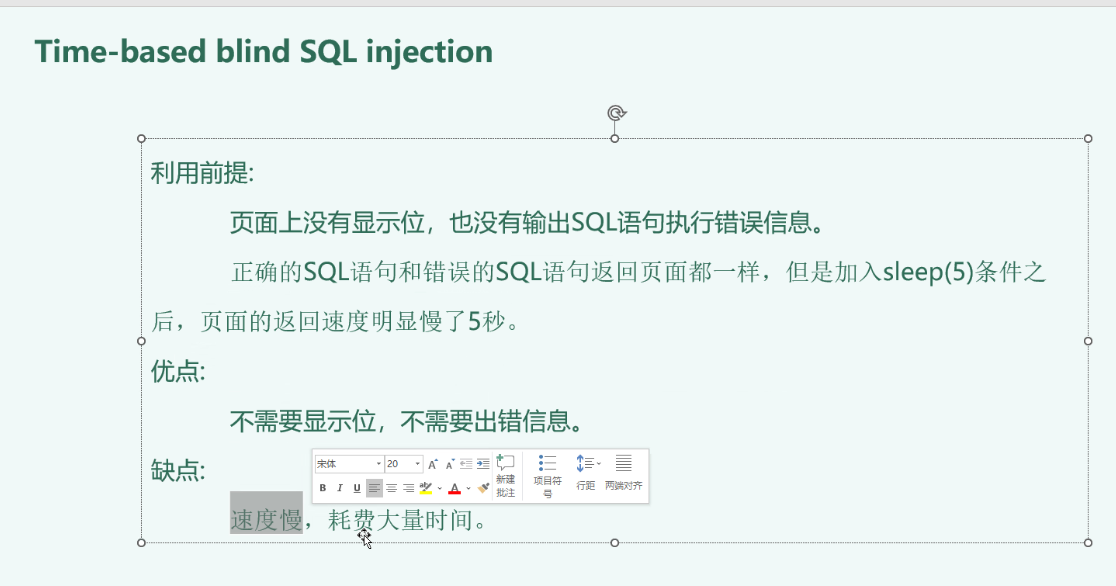 Time-based blind SQL injection
利用前提:
页面上没有显示位，也没有输出SQL语句执行错误信息。
正确的SQL语句和错误的SQL语句返回页面都一样，但是加入sleep(5)条件之
后，页面的返回速度明显慢了5秒。
优点:
不需要显示位，不需要出错信息。
缺点:
宋体 20 A A 新建批注 项目符号 行距 两端对齐
B I U A
速度慢，耗费大量时间。